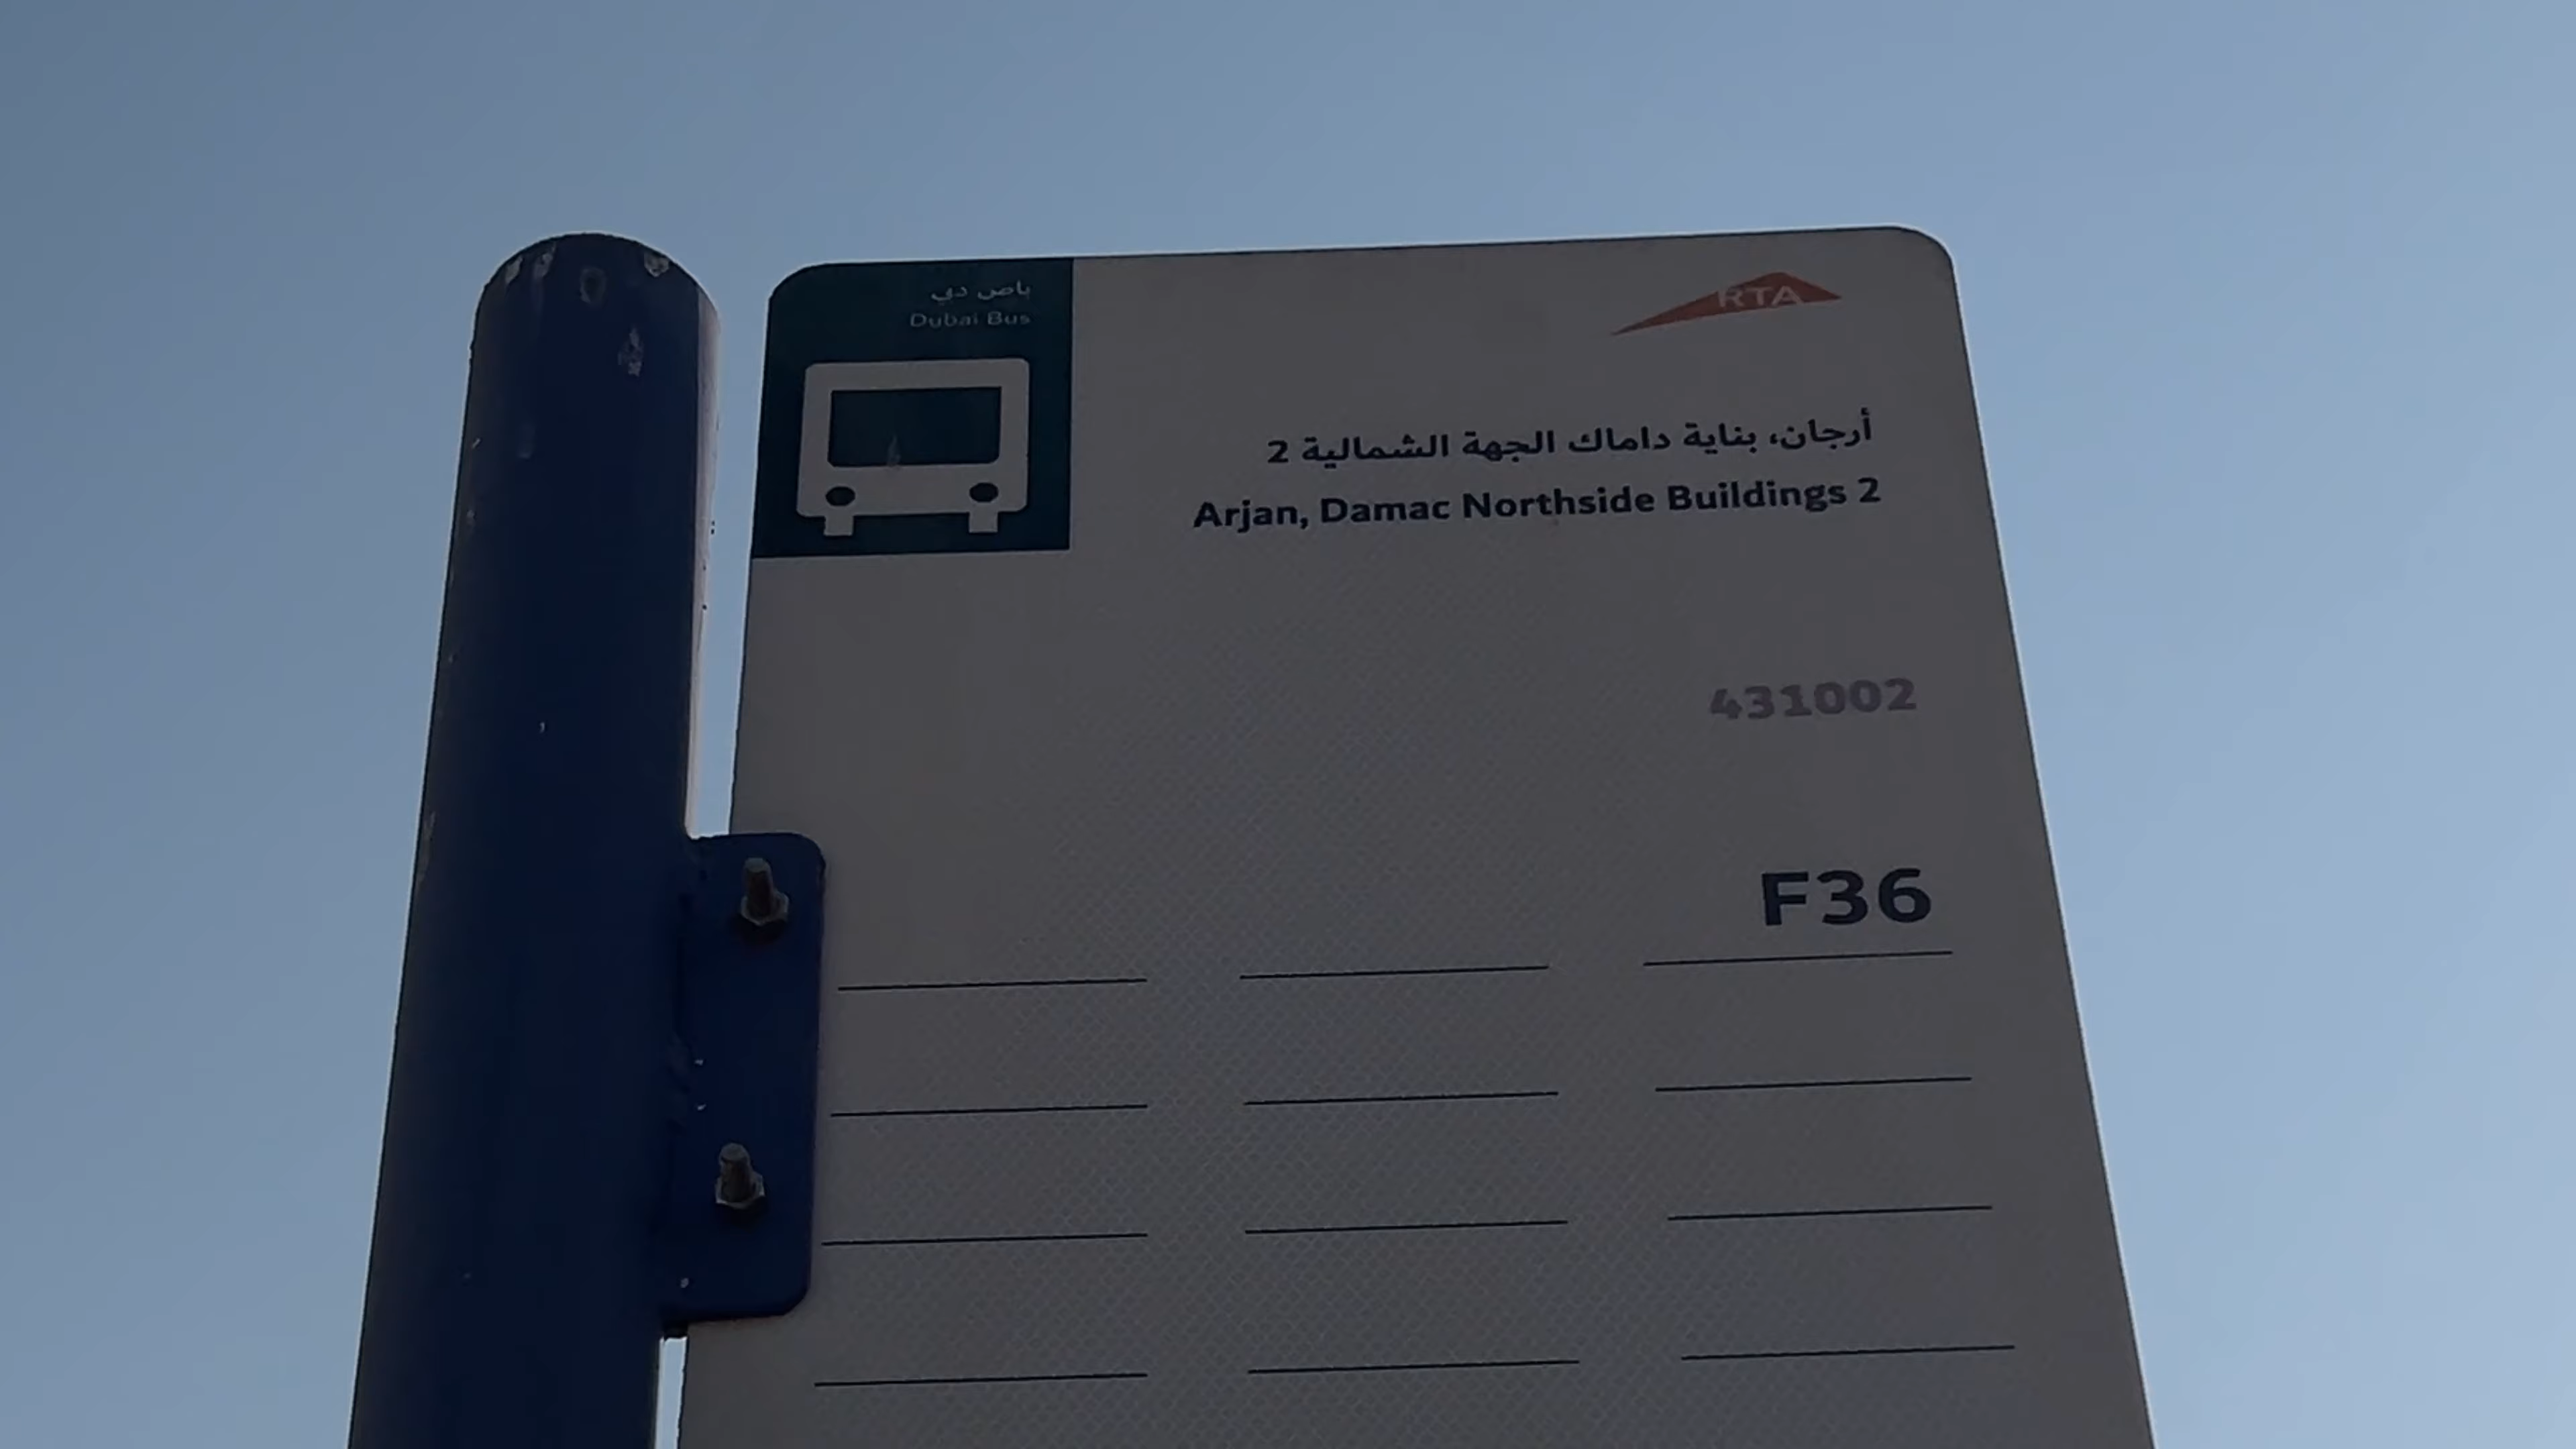 باص دبي
Dubai Bus
RTA
أرجان، بناية داماك الجهة الشمالية 2
Arjan, Damac Northside Buildings 2
431002
F36